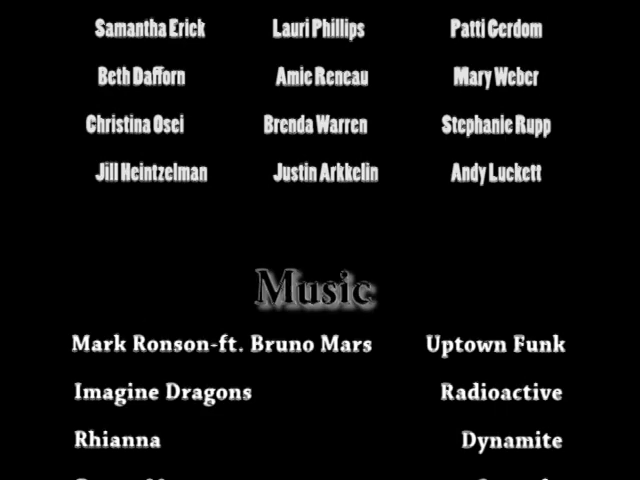 Samantha Erick Lauri Phillips Patti Gerdom
Beth Dafforn Amie Reneau Mary Weber
Christina Osei Brenda Warren Stephanie Rupp
Jill Heintzelman Justin Arkkelin Andy Luckett
Music
Mark Ronson-ft. Bruno Mars Uptown Funk
Imagine Dragons Radioactive
Rhianna Dynamite